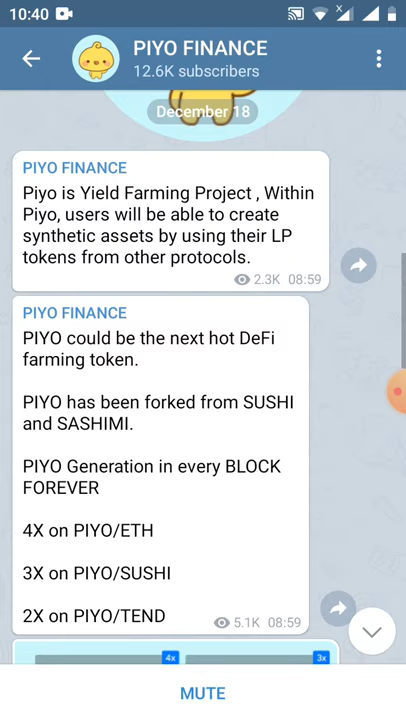 10:40
PIYO FINANCE
12.6K subscribers
December 18
PIYO FINANCE
Piyo is Yield Farming Project , Within
Piyo, users will be able to create
synthetic assets by using their LP
tokens from other protocols.
2.3K 08:59
PIYO FINANCE
PIYO could be the next hot DeFi
farming token.
PIYO has been forked from SUSHI
and SASHIMI.
PIYO Generation in every BLOCK
FOREVER
4X on PIYO/ETH
3X on PIYO/SUSHI
2X on PIYO/TEND
5.1K 08:59
4x 3x
MUTE